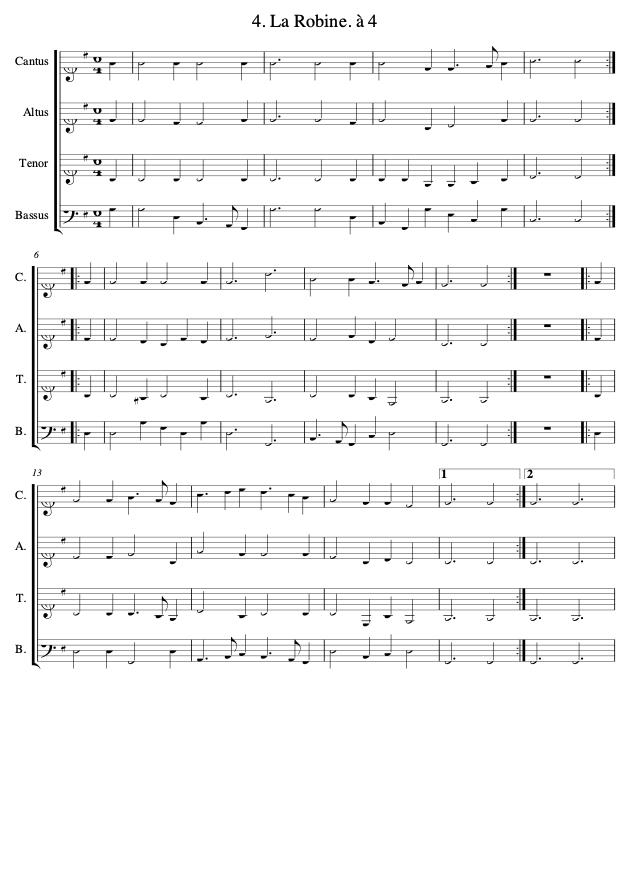 4. La Robine. à 4
Cantus
Altus
Tenor
Bassus
6
C.
A.
T.
B.
13
1
2
C.
A.
T.
B.